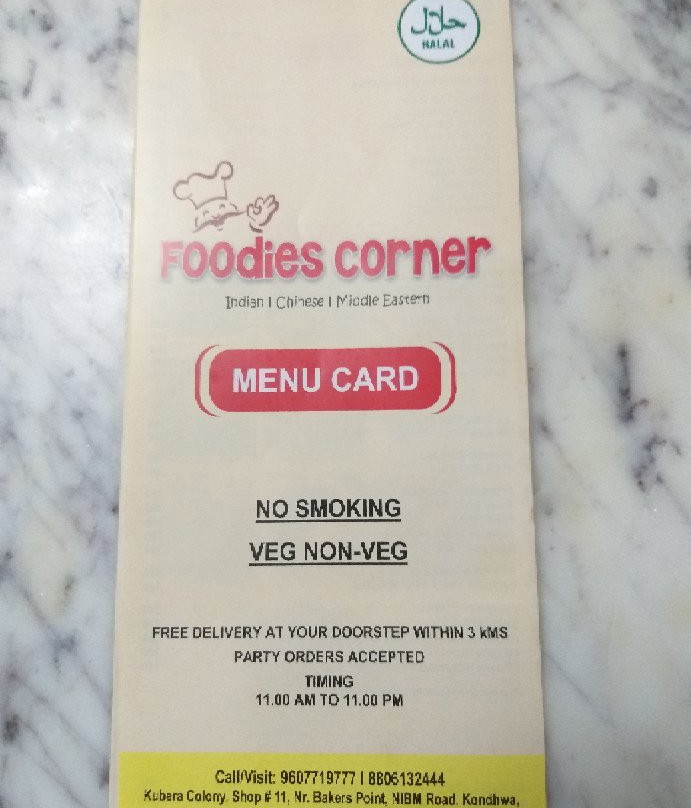 حلال
HALAL
Foodies corner
Indian | Chinese | Middle Eastern
MENU CARD
NO SMOKING
VEG NON-VEG
FREE DELIVERY AT YOUR DOORSTEP WITHIN 3 kMS
PARTY ORDERS ACCEPTED
TIMING
11.00 AM TO 11.00 PM
Call/Visit: 9607719777 | 8806132444
Kubera Colony, Shop # 11, Nr. Bakers Point, NIBM Road, Kondhwa,